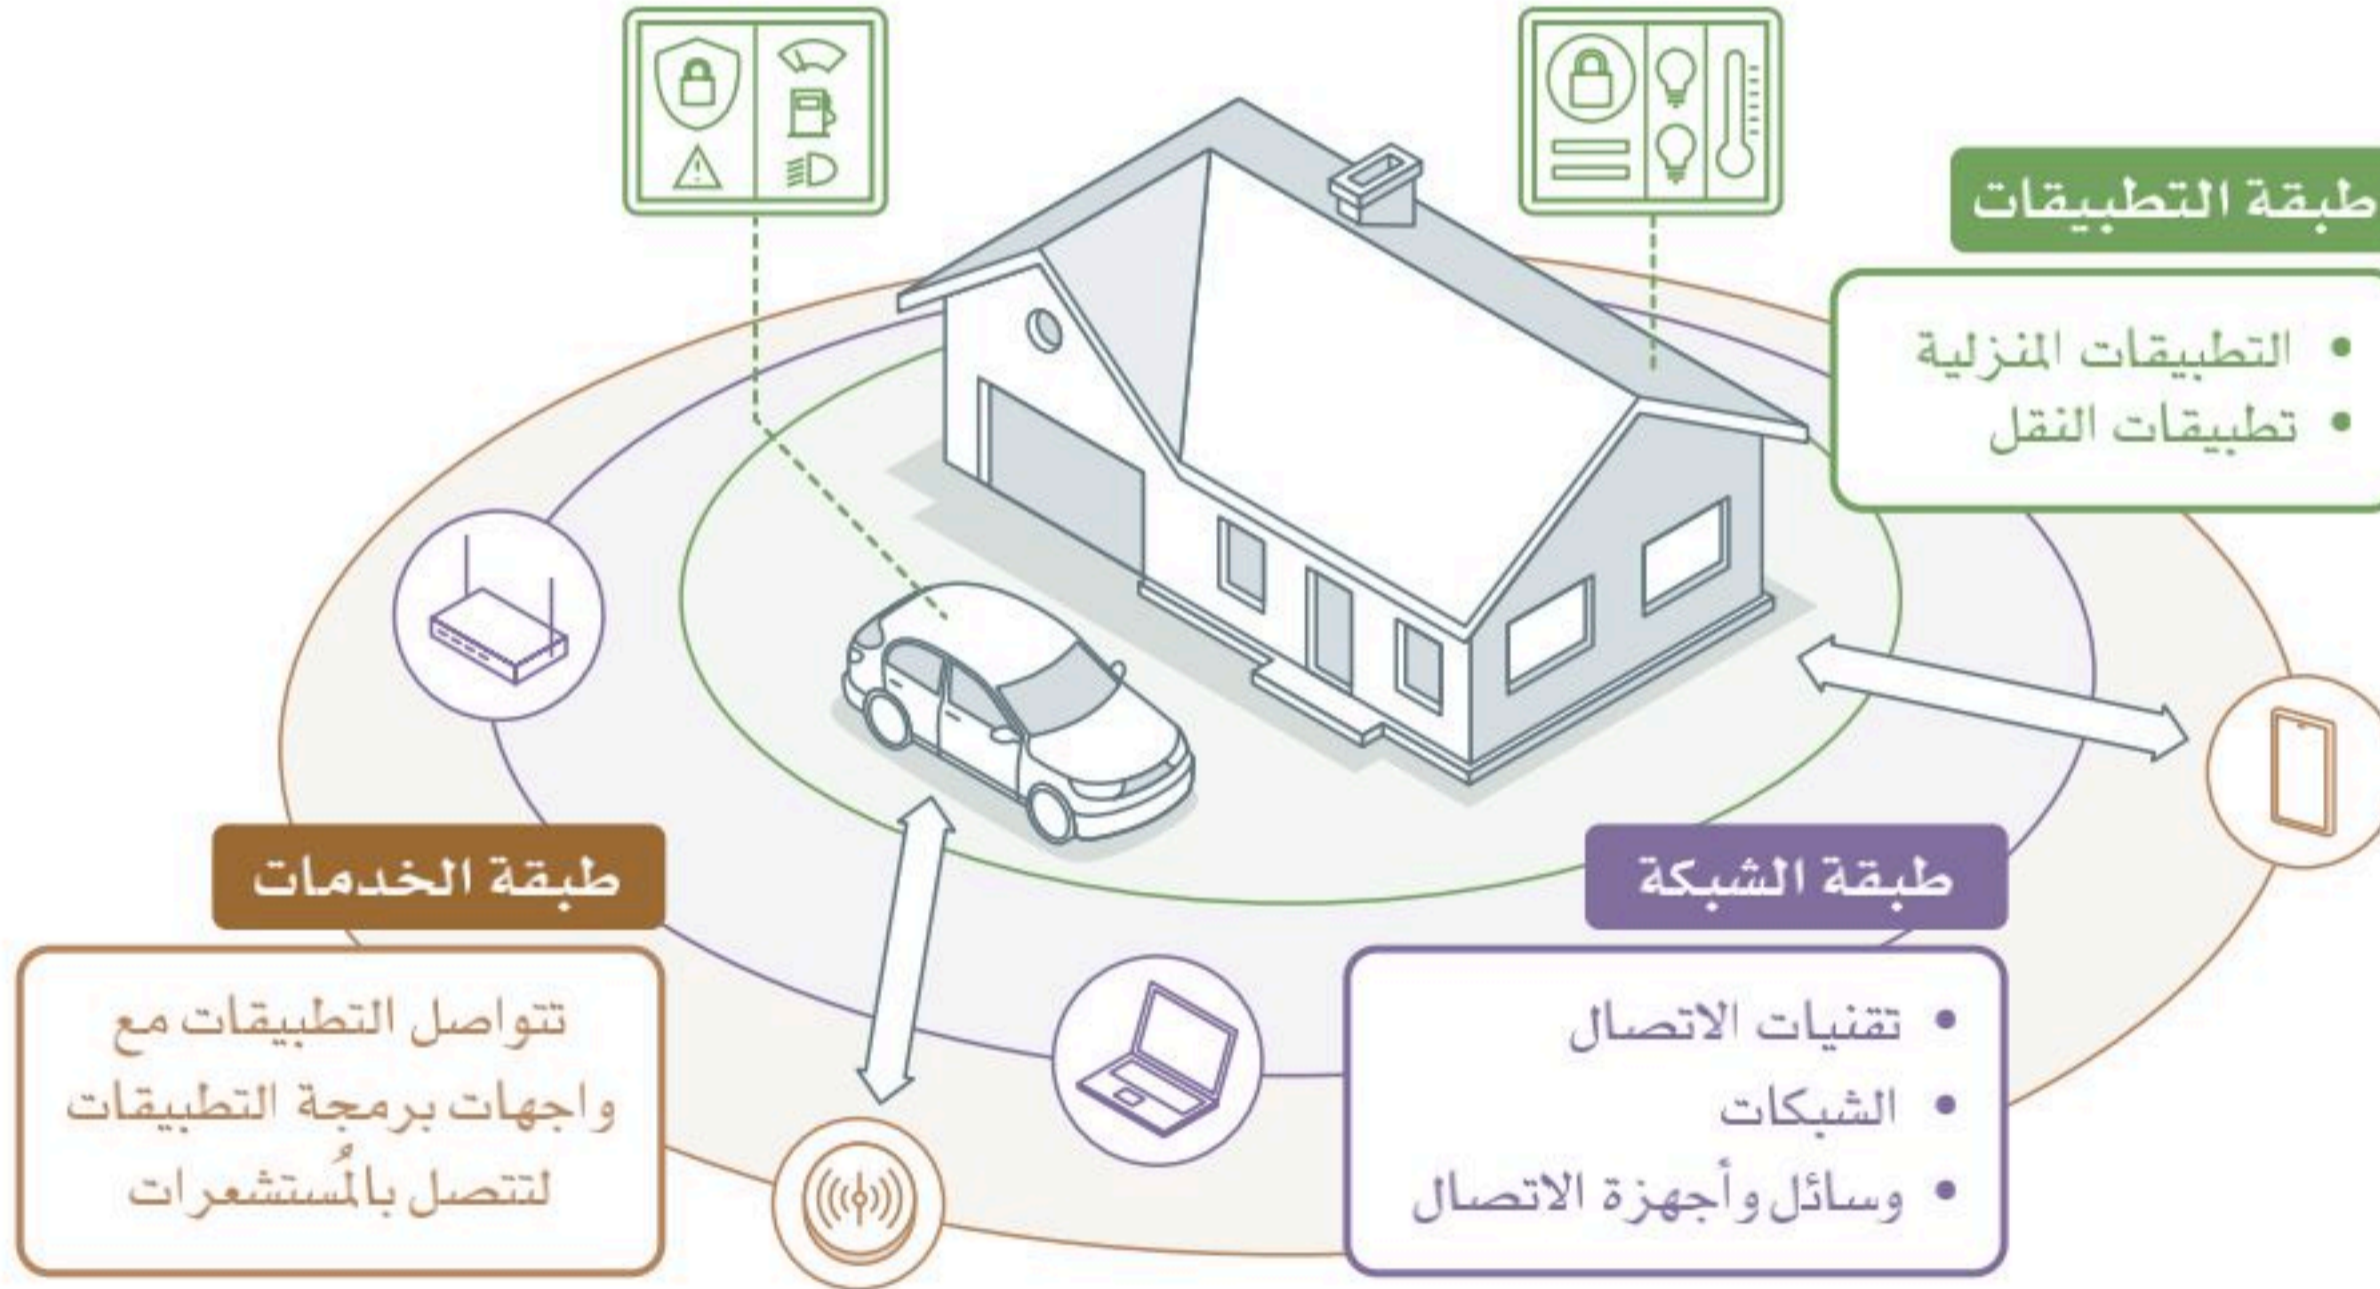 طبقة التطبيقات
• التطبيقات المنزلية
• تطبيقات النقل
طبقة الشبكة
• تقنيات الاتصال
• الشبكات
• وسائل وأجهزة الاتصال
طبقة الخدمات
تتواصل التطبيقات مع
واجهات برمجة التطبيقات
لتتصل بالمُستشعرات